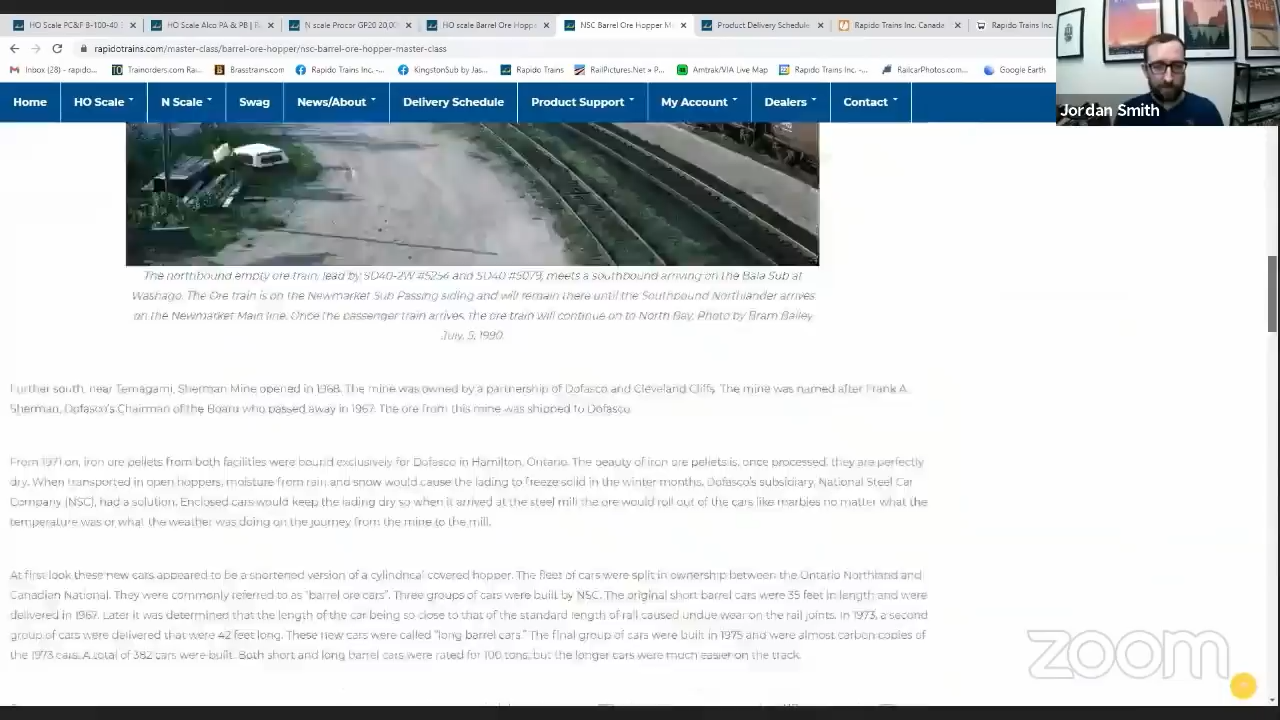 HO Scale PC&F B-100-40
HO Scale Alco PA & PB | R
N scale Procor GP20 20,00
HO scale Barrel Ore Hoppe
NSC Barrel Ore Hopper M
Product Delivery Schedule
Rapido Trains Inc. Canada
Rapido Trains Inc.
rapidotrains.com/master-class/barrel-ore-hopper/nsc-barrel-ore-hopper-master-class
Inbox (28) - rapido...
Trainorders.com Rai...
Brasstrains.com
Rapido Trains Inc. -...
KingstonSub by Jas...
Rapido Trains
RailPictures.Net » P...
Amtrak/VIA Live Map
Rapido Trains Inc. -...
RailcarPhotos.com...
Google Earth
Home HO Scale N Scale Swag News/About Delivery Schedule Product Support My Account Dealers Contact
Jordan Smith
The northbound empty ore train, lead by SD40-2W #5254 and SD40 #5079, meets a southbound arriving on the Bala Sub at
Washago. The Ore train is on the Newmarket Sub Passing siding and will remain there until the Southbound Northlander arrives
on the Newmarket Main line. Once the passenger train arrives, the ore train will continue on to North Bay. Photo by Bram Bailey
July, 5, 1990.
Further south, near Temagami, Sherman Mine opened in 1968. The mine was owned by a partnership of Dofasco and Cleveland Cliffs. The mine was named after Frank A.
Sherman, Dofasco's Chairman of the Board who passed away in 1967. The ore from this mine was shipped to Dofasco.
From 1971 on, iron ore pellets from both facilities were bound exclusively for Dofasco in Hamilton, Ontario. The beauty of iron ore pellets is, once processed, they are perfectly
dry. When transported in open hoppers, moisture from rain and snow would cause the lading to freeze solid in the winter months. Dofasco's subsidiary, National Steel Car
Company (NSC), had a solution. Enclosed cars would keep the lading dry so when it arrived at the steel mill the ore would roll out of the cars like marbles no matter what the
temperature was or what the weather was doing on the journey from the mine to the mill.
At first look these new cars appeared to be a shortened version of a cylindrical covered hopper. The fleet of cars were split in ownership between the Ontario Northland and
Canadian National. They were commonly referred to as "barrel ore cars". Three groups of cars were built by NSC. The original short barrel cars were 35 feet in length and were
delivered in 1967. Later it was determined that the length of the car being so close to that of the standard length of rail caused undue wear on the rail joints. In 1973, a second
group of cars were delivered that were 42 feet long. These new cars were called "long barrel cars." The final group of cars were built in 1975 and were almost carbon copies of
the 1973 cars. A total of 382 cars were built. Both short and long barrel cars were rated for 100 tons, but the longer cars were much easier on the track.
zoom